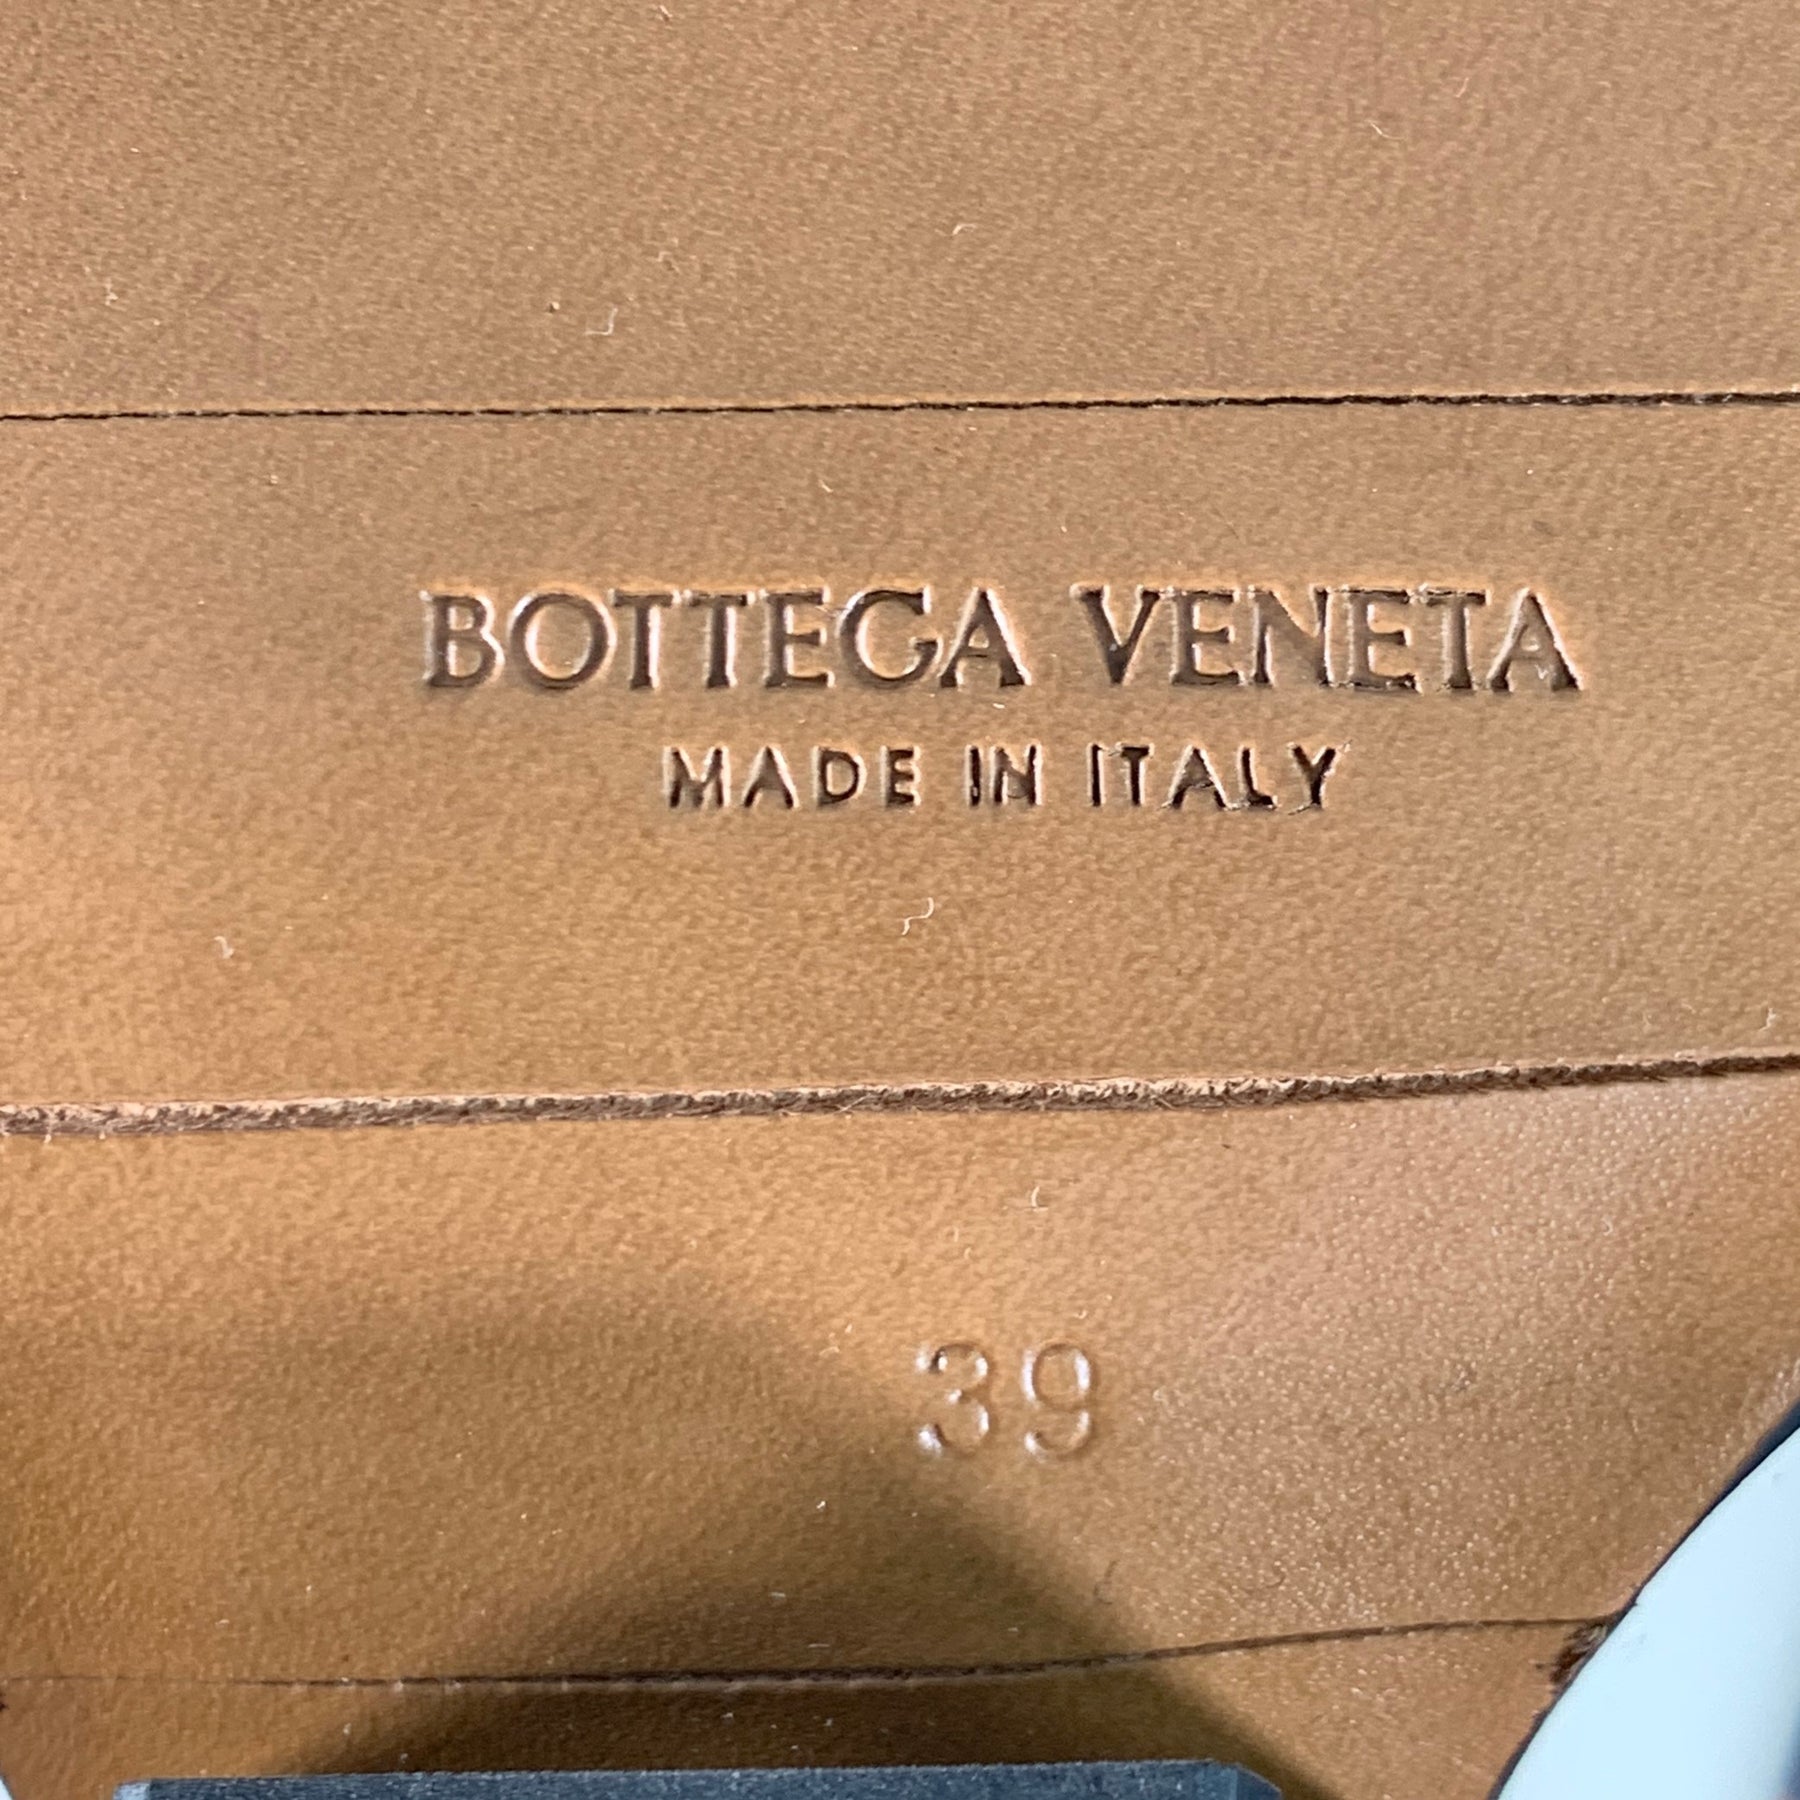 BOTTEGA VENETA
MADE IN ITALY
39